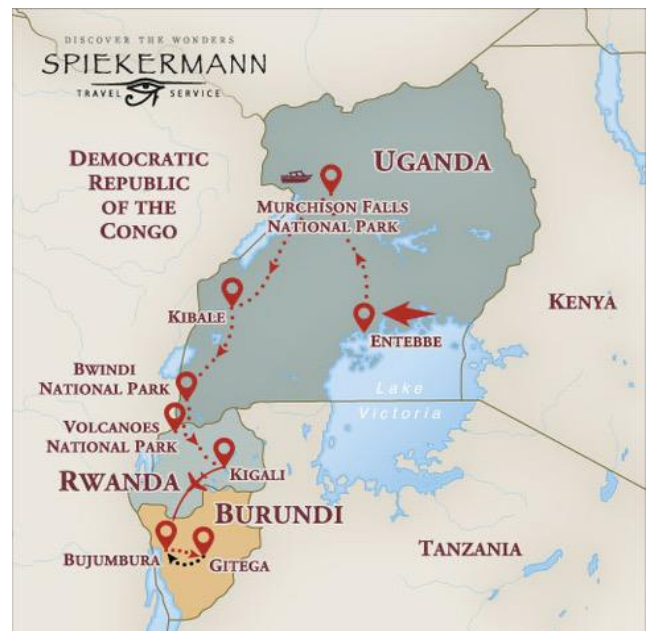 DISCOVER THE WONDERS
SPIEKERMANN
TRAVEL SERVICE
DEMOCRATIC
REPUBLIC
OF THE
CONGO
UGANDA
MURCHISON FALLS
NATIONAL PARK
KENYA
KIBALE
ENTEBBE
Lake
Victoria
BWINDI
NATIONAL PARK
VOLCANOES
NATIONAL PARK
KIGALI
RWANDA
BURUNDI
BUJUMBURA
GITEGA
TANZANIA